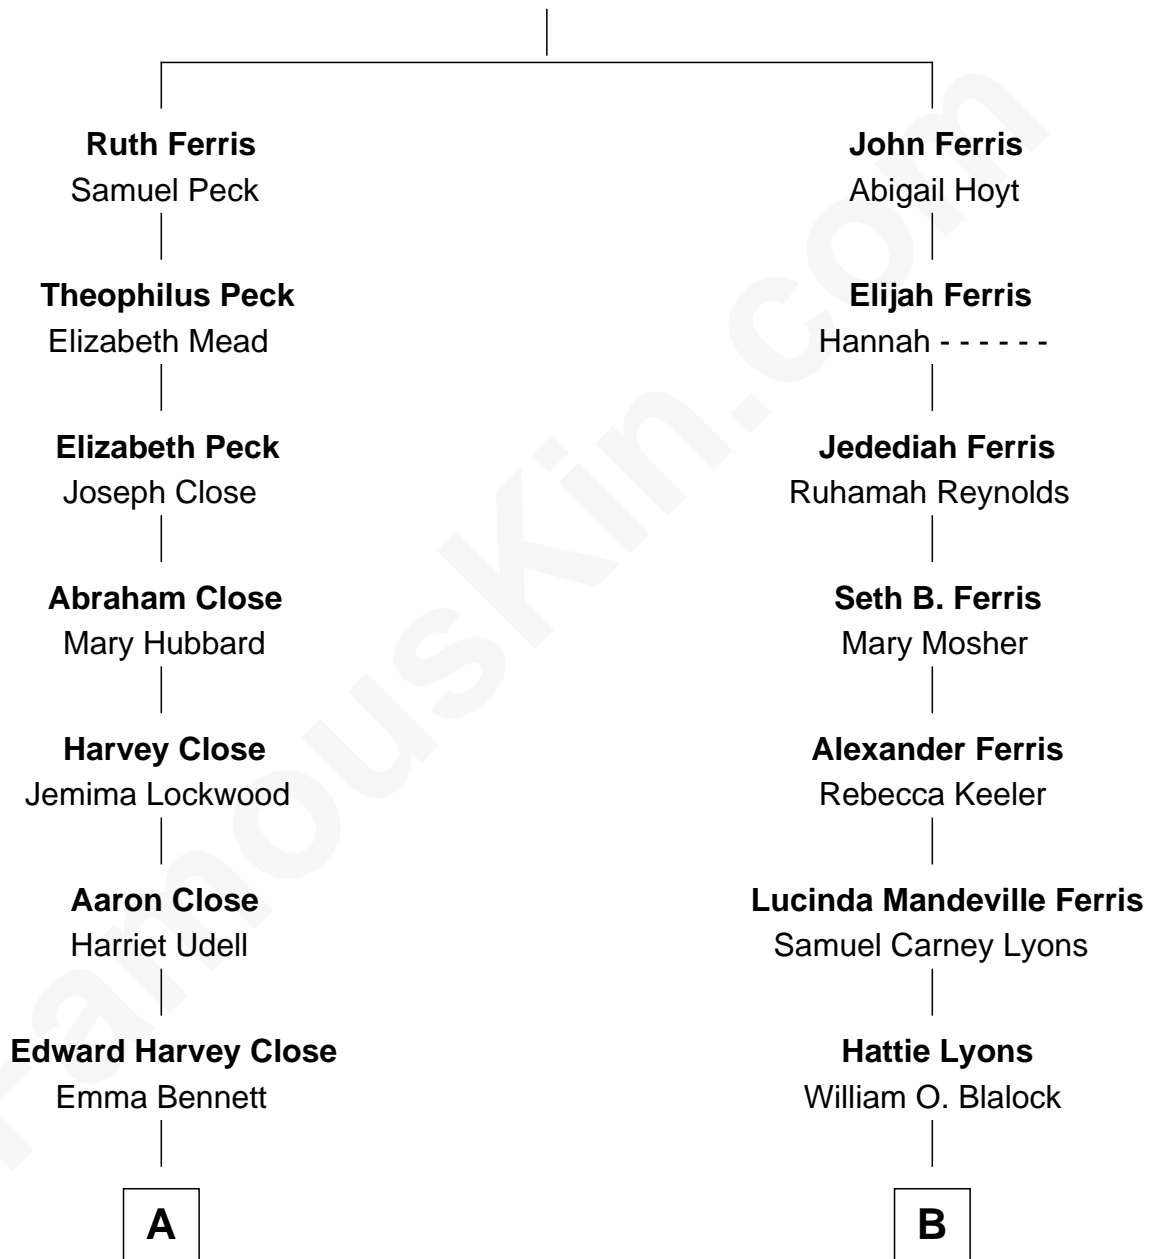 Ruth Ferris
Samuel Peck
John Ferris
Abigail Hoyt
Theophilus Peck
Elizabeth Mead
Elijah Ferris
Hannah - - - - - -
Elizabeth Peck
Joseph Close
Jedediah Ferris
Ruhamah Reynolds
Abraham Close
Mary Hubbard
Seth B. Ferris
Mary Mosher
Harvey Close
Jemima Lockwood
Alexander Ferris
Rebecca Keeler
Aaron Close
Harriet Udell
Lucinda Mandeville Ferris
Samuel Carney Lyons
Edward Harvey Close
Emma Bennett
Hattie Lyons
William O. Blalock
A
B
FamousKin.com